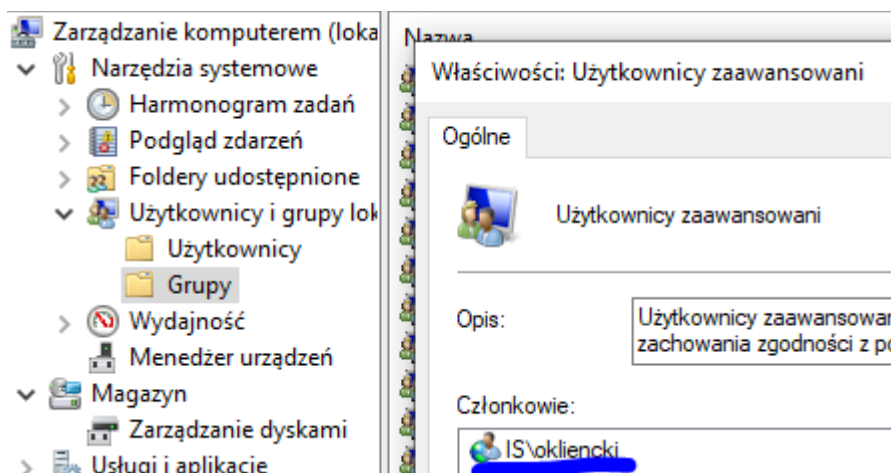 Zarządzanie komputerem (loka
Narzędzia systemowe
Harmonogram zadań
Podgląd zdarzeń
Foldery udostępnione
Użytkownicy i grupy lok
Użytkownicy
Grupy
Wydajność
Menedżer urządzeń
Magazyn
Zarządzanie dyskami
Usługi i aplikacje
Nazwa
Właściwości: Użytkownicy zaawansowani
Ogólne
Użytkownicy zaawansowani
Opis:
Użytkownicy zaawansowan
zachowania zgodności z po
Członkowie:
IS\okliencki